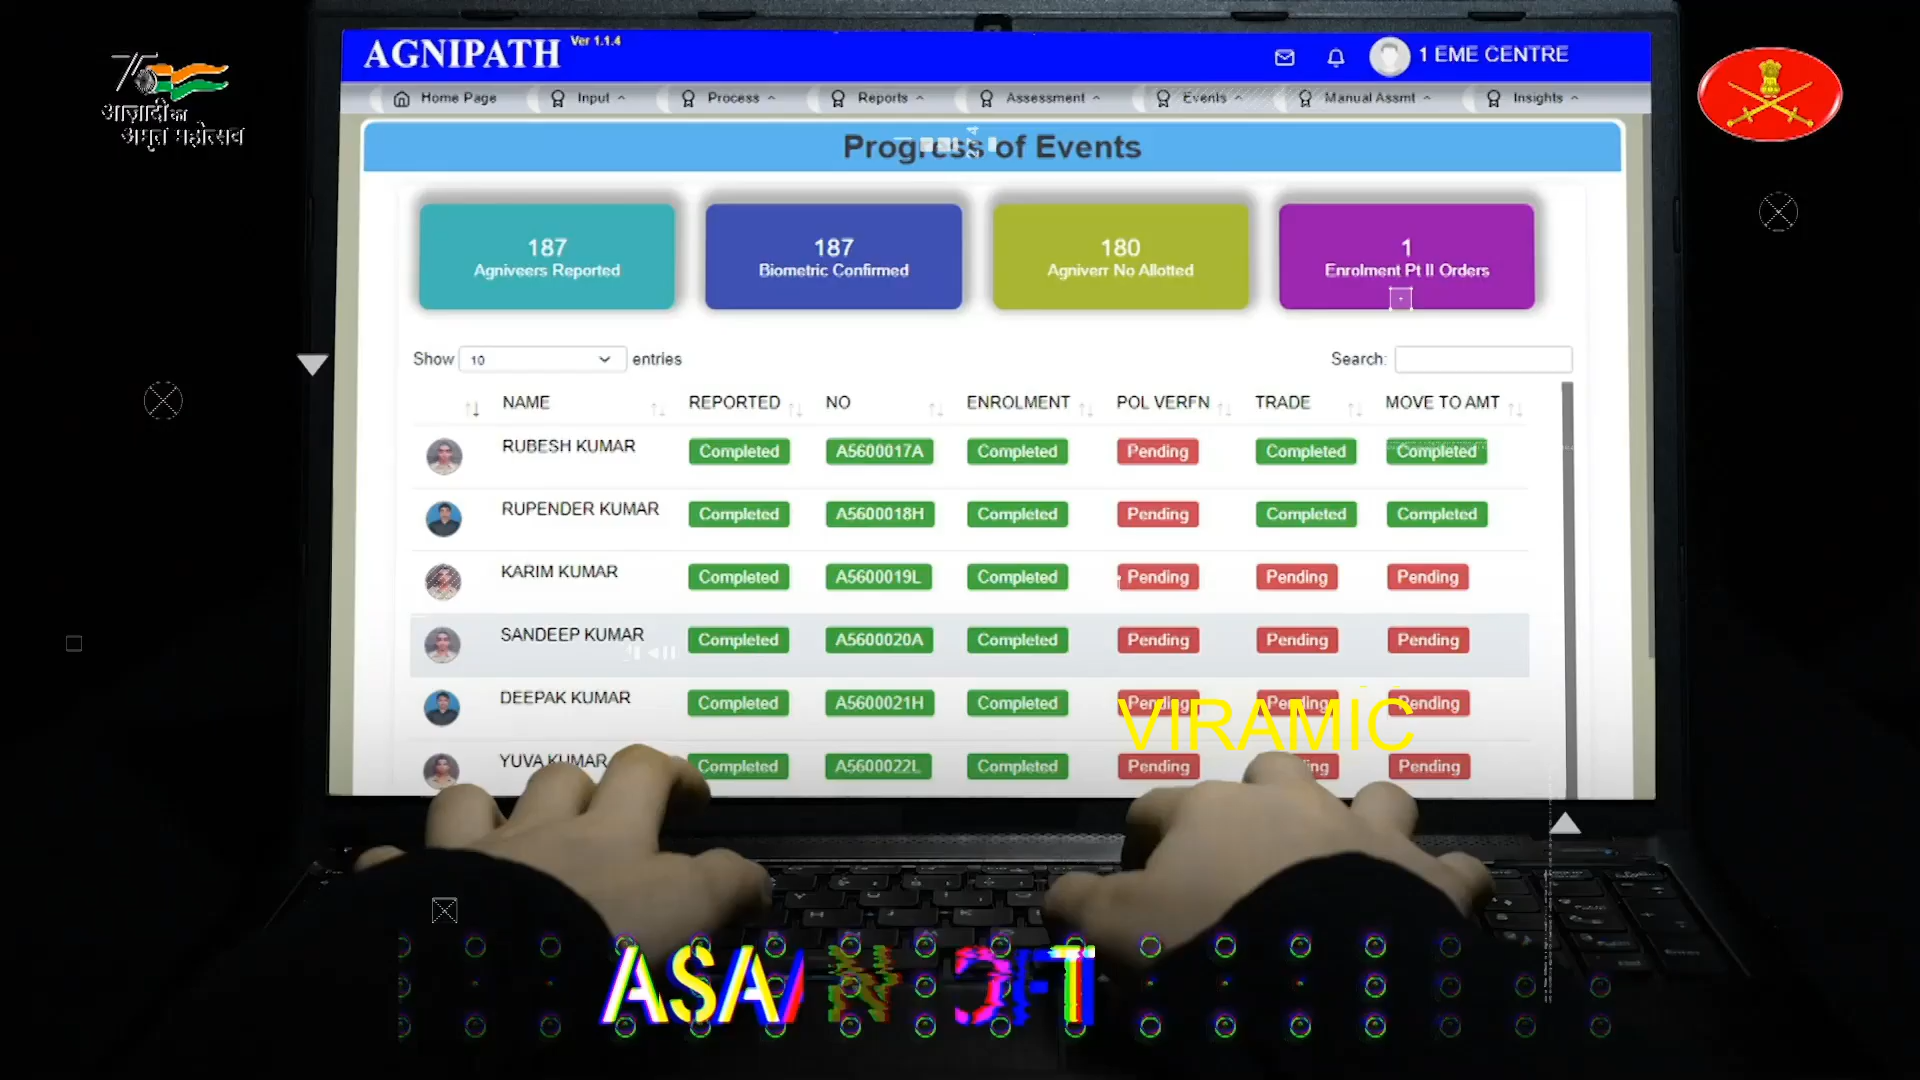 AGNIPATH Ver 1.1.4
1 EME CENTRE
आज़ादी का
अमृत महोत्सव
Home Page Input Process Reports Assessment Events Manual Assmt Insights
Progress of Events
187 187 180 1
Agniveers Reported Biometric Confirmed Agniverr No Allotted Enrolment Pt II Orders
Show 10 entries Search:
NAME REPORTED NO ENROLMENT POL VERFN TRADE MOVE TO AMT
RUBESH KUMAR Completed A5600017A Completed Pending Completed Completed
RUPENDER KUMAR Completed A5600018H Completed Pending Completed Completed
KARIM KUMAR Completed A5600019L Completed Pending Pending Pending
SANDEEP KUMAR Completed A5600020A Completed Pending Pending Pending
DEEPAK KUMAR Completed A5600021H Completed Pending Pending Pending
VIRAMIC
YUVA KUMAR Completed A5600022L Completed Pending Pending